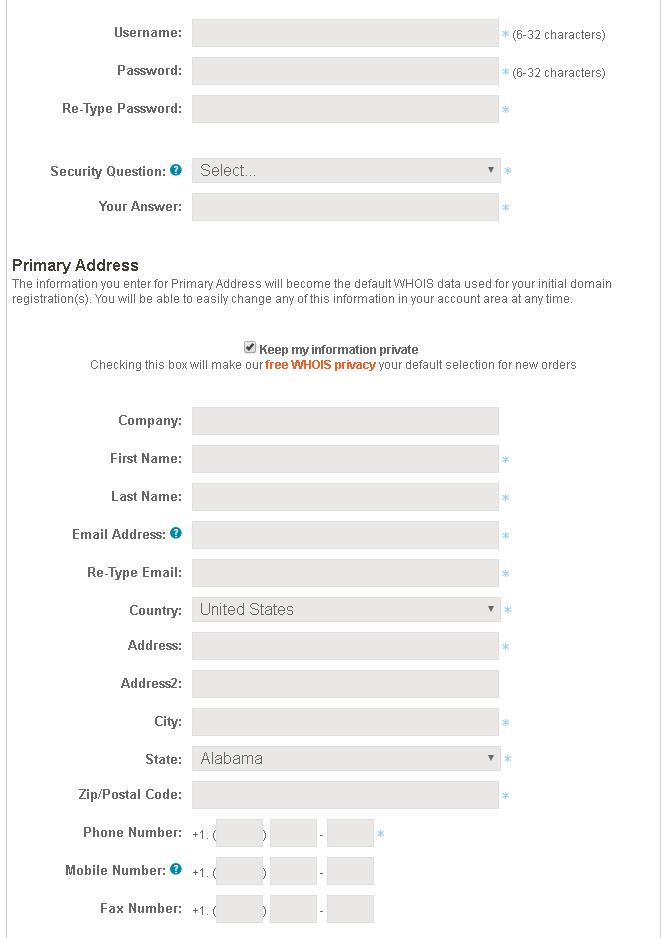 Username: * (6-32 characters)
Password: * (6-32 characters)
Re-Type Password: *
Security Question: ? Select... ▼ *
Your Answer: *
Primary Address
The information you enter for Primary Address will become the default WHOIS data used for your initial domain
registration(s). You will be able to easily change any of this information in your account area at any time.
Keep my information private
Checking this box will make our free WHOIS privacy your default selection for new orders
Company:
First Name: *
Last Name: *
Email Address: ? *
Re-Type Email: *
Country: United States ▼ *
Address: *
Address2:
City: *
State: Alabama ▼ *
Zip/Postal Code: *
Phone Number: +1. ( ) - *
Mobile Number: ? +1. ( ) -
Fax Number: +1. ( ) -